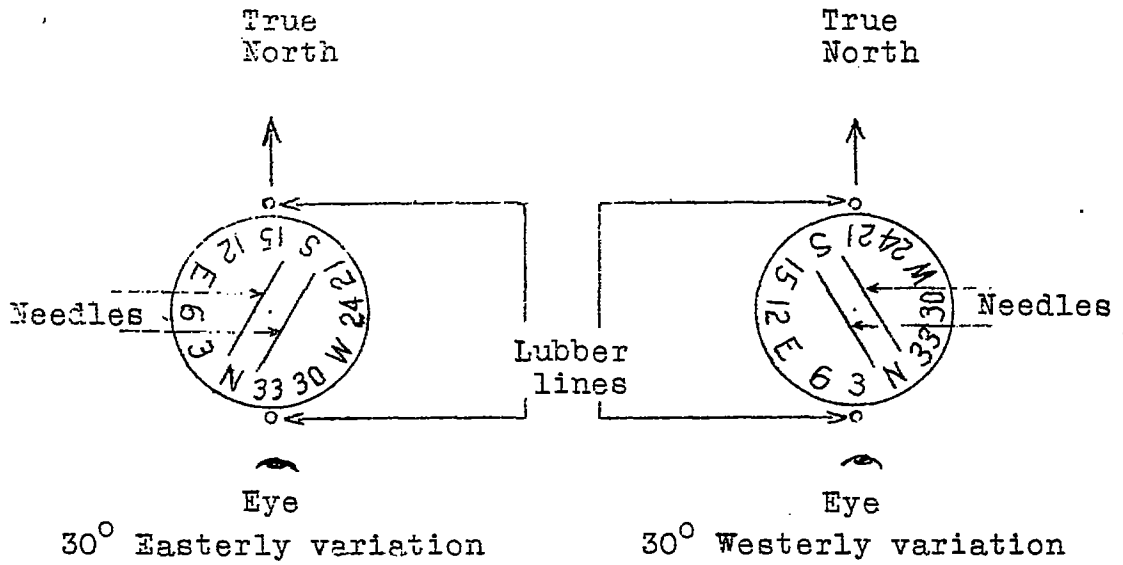 True
North
True
North
N 3 6 E 12 15 S 21 24 W 30 33
N 3 6 E 12 15 S 21 24 W 30 33
Needles
Needles
Lubber
lines
Eye
30° Easterly variation
Eye
30° Westerly variation